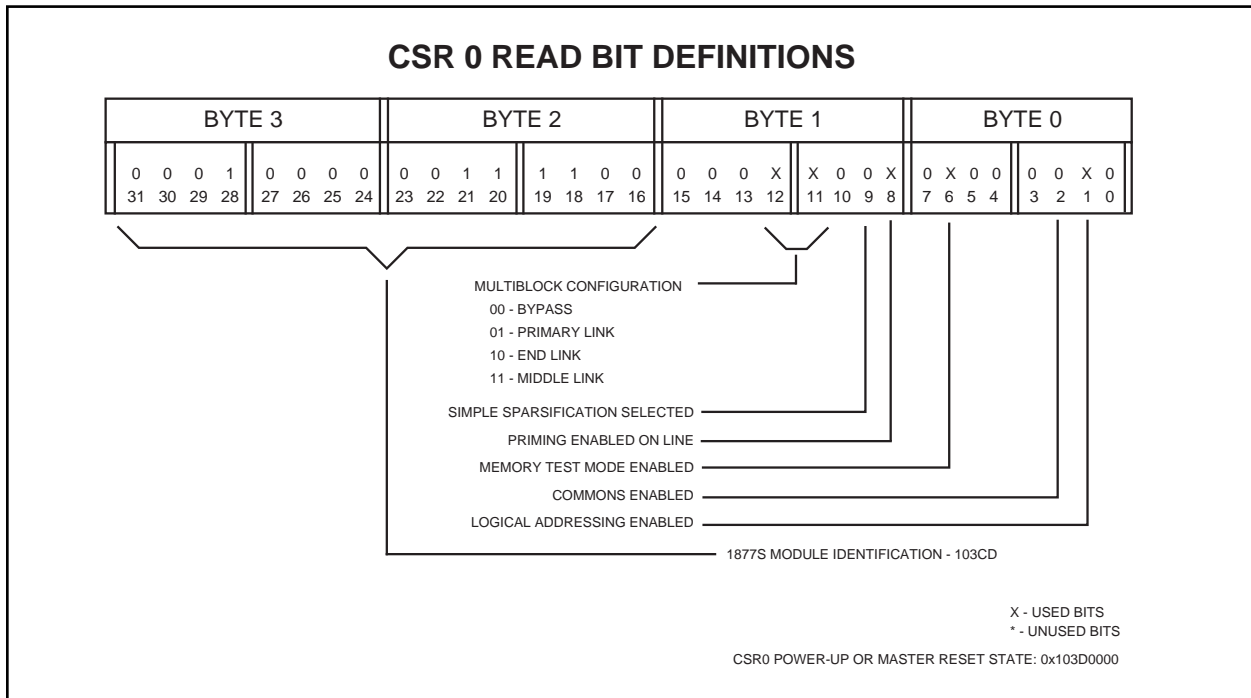 CSR 0 READ BIT DEFINITIONS
BYTE 3 BYTE 2 BYTE 1 BYTE 0
0 0 0 1 0 0 0 0 0 0 1 1 1 1 0 0 0 0 0 X X 0 0 X 0 X 0 0 0 0 X 0
31 30 29 28 27 26 25 24 23 22 21 20 19 18 17 16 15 14 13 12 11 10 9 8 7 6 5 4 3 2 1 0
MULTIBLOCK CONFIGURATION
00 - BYPASS
01 - PRIMARY LINK
10 - END LINK
11 - MIDDLE LINK
SIMPLE SPARSIFICATION SELECTED
PRIMING ENABLED ON LINE
MEMORY TEST MODE ENABLED
COMMONS ENABLED
LOGICAL ADDRESSING ENABLED
1877S MODULE IDENTIFICATION - 103CD
X - USED BITS
* - UNUSED BITS
CSR0 POWER-UP OR MASTER RESET STATE: 0x103D0000